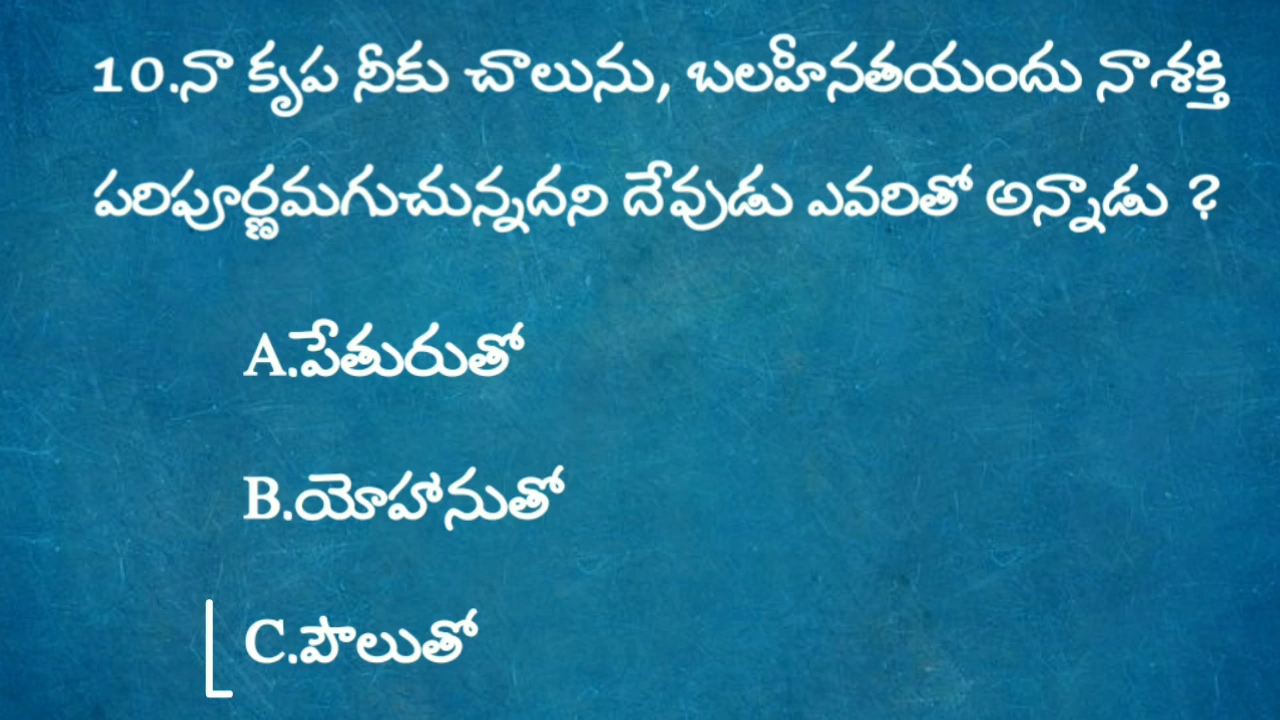 10.నా కృప నీకు చాలును, బలహీనతయందు నాశక్తి
పరిపూర్ణమగుచున్నదని దేవుడు ఎవరితో అన్నాడు ?
A.పేతురుతో
B.యోహానుతో
C.పౌలుతో